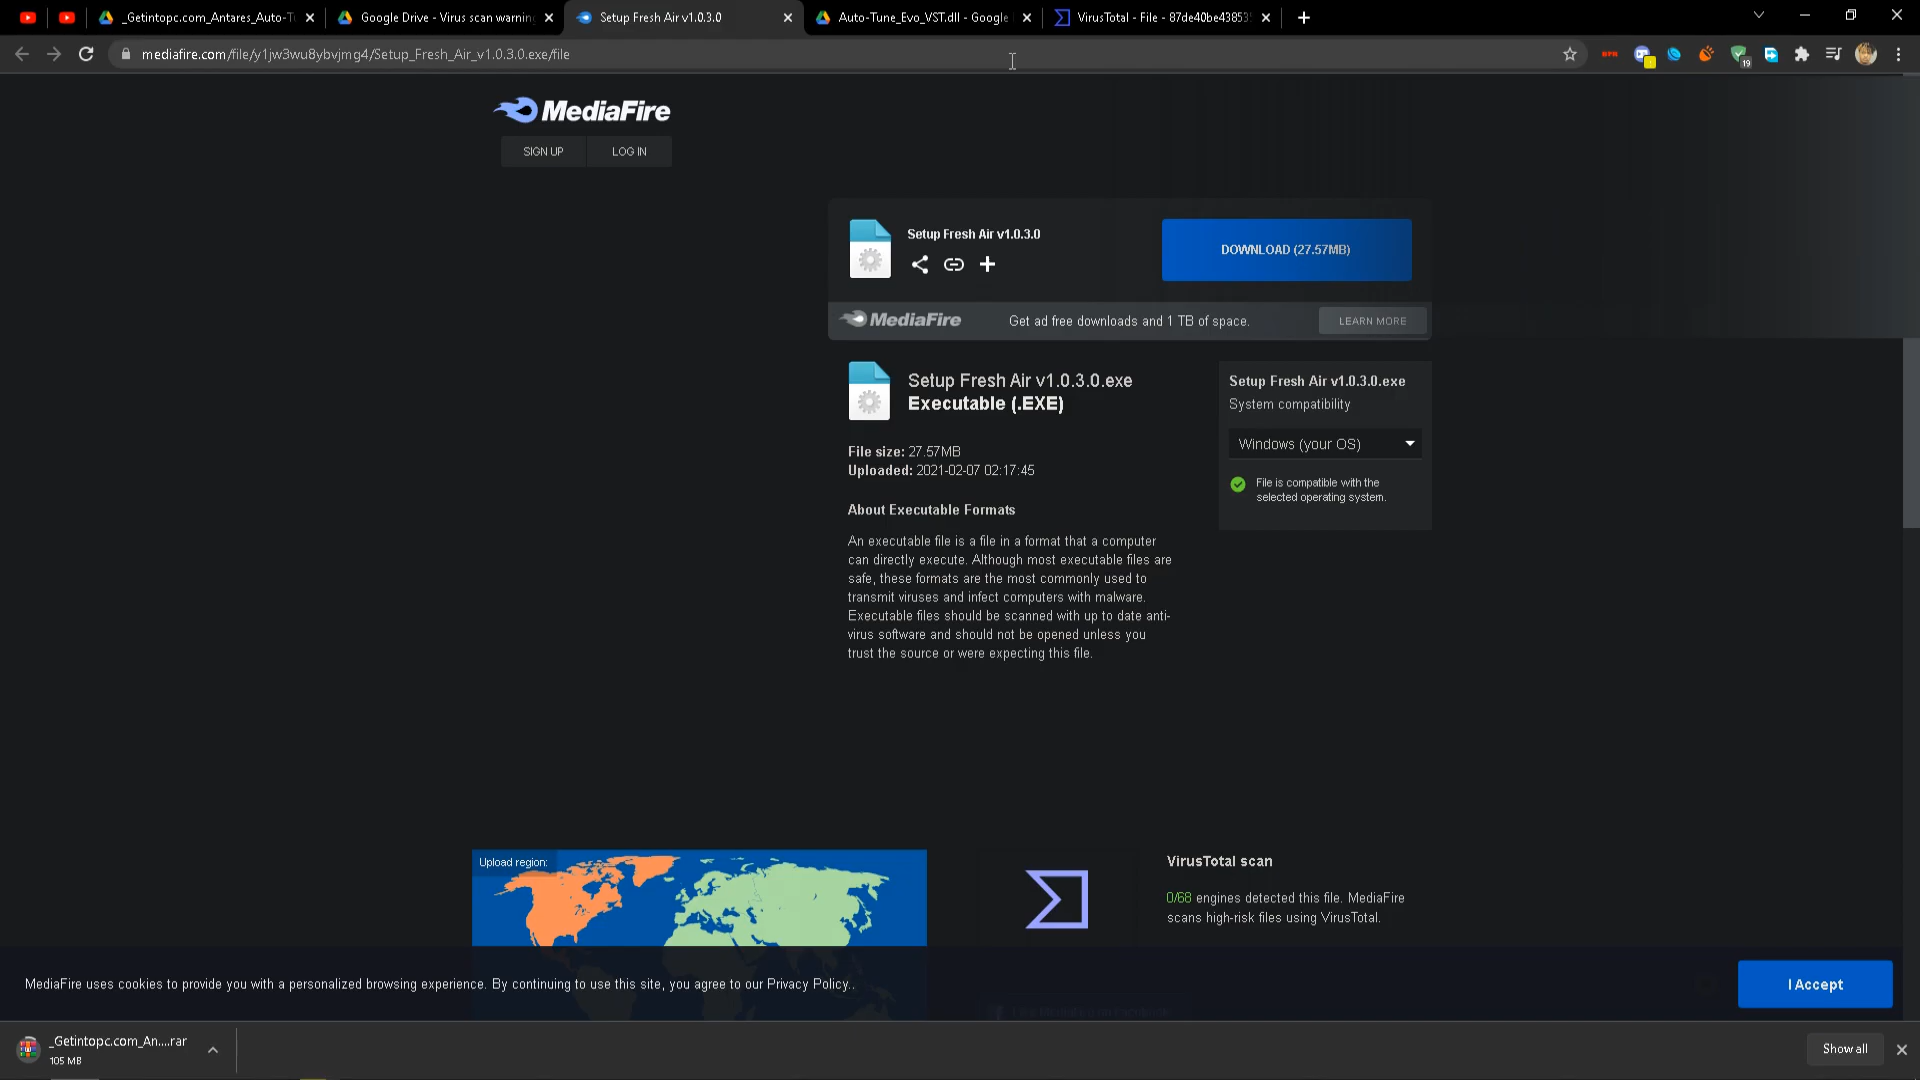 _Getintopc.com_Antares_Auto-T
Google Drive - Virus scan warning
Setup Fresh Air v1.0.3.0
Auto-Tune_Evo_VST.dll - Google
VirusTotal - File - 87de40be43853
mediafire.com/file/y1jw3wu8ybvjmg4/Setup_Fresh_Air_v1.0.3.0.exe/file
19
MediaFire
SIGN UP
LOG IN
Setup Fresh Air v1.0.3.0
DOWNLOAD (27.57MB)
MediaFire
Get ad free downloads and 1 TB of space.
LEARN MORE
Setup Fresh Air v1.0.3.0.exe
Executable (.EXE)
File size: 27.57MB
Uploaded: 2021-02-07 02:17:45
About Executable Formats
An executable file is a file in a format that a computer
can directly execute. Although most executable files are
safe, these formats are the most commonly used to
transmit viruses and infect computers with malware.
Executable files should be scanned with up to date anti-
virus software and should not be opened unless you
trust the source or were expecting this file.
Setup Fresh Air v1.0.3.0.exe
System compatibility
Windows (your OS)
File is compatible with the
selected operating system.
Upload region:
VirusTotal scan
0/68 engines detected this file. MediaFire
scans high-risk files using VirusTotal.
MediaFire uses cookies to provide you with a personalized browsing experience. By continuing to use this site, you agree to our Privacy Policy..
I Accept
_Getintopc.com_An....rar
105 MB
Show all